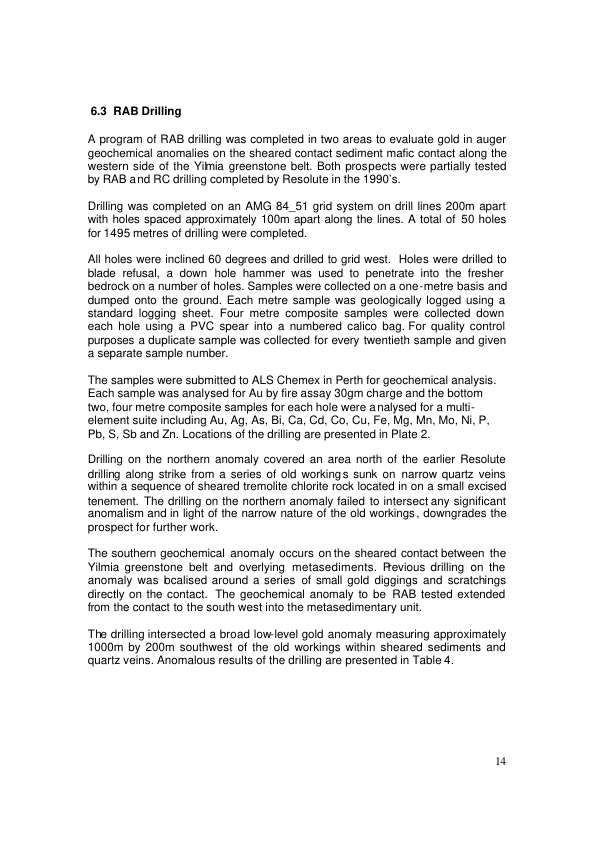 6.3 RAB Drilling
A program of RAB drilling was completed in two areas to evaluate gold in auger
geochemical anomalies on the sheared contact sediment mafic contact along the
western side of the Yilmia greenstone belt. Both prospects were partially tested
by RAB and RC drilling completed by Resolute in the 1990's.
Drilling was completed on an AMG 84_51 grid system on drill lines 200m apart
with holes spaced approximately 100m apart along the lines. A total of 50 holes
for 1495 metres of drilling were completed.
All holes were inclined 60 degrees and drilled to grid west. Holes were drilled to
blade refusal, a down hole hammer was used to penetrate into the fresher
bedrock on a number of holes. Samples were collected on a one-metre basis and
dumped onto the ground. Each metre sample was geologically logged using a
standard logging sheet. Four metre composite samples were collected down
each hole using a PVC spear into a numbered calico bag. For quality control
purposes a duplicate sample was collected for every twentieth sample and given
a separate sample number.
The samples were submitted to ALS Chemex in Perth for geochemical analysis.
Each sample was analysed for Au by fire assay 30gm charge and the bottom
two, four metre composite samples for each hole were analysed for a multi-
element suite including Au, Ag, As, Bi, Ca, Cd, Co, Cu, Fe, Mg, Mn, Mo, Ni, P,
Pb, S, Sb and Zn. Locations of the drilling are presented in Plate 2.
Drilling on the northern anomaly covered an area north of the earlier Resolute
drilling along strike from a series of old workings sunk on narrow quartz veins
within a sequence of sheared tremolite chlorite rock located in on a small excised
tenement. The drilling on the northern anomaly failed to intersect any significant
anomalism and in light of the narrow nature of the old workings, downgrades the
prospect for further work.
The southern geochemical anomaly occurs on the sheared contact between the
Yilmia greenstone belt and overlying metasediments. Previous drilling on the
anomaly was localised around a series of small gold diggings and scratchings
directly on the contact. The geochemical anomaly to be RAB tested extended
from the contact to the south west into the metasedimentary unit.
The drilling intersected a broad low-level gold anomaly measuring approximately
1000m by 200m southwest of the old workings within sheared sediments and
quartz veins. Anomalous results of the drilling are presented in Table 4.
14